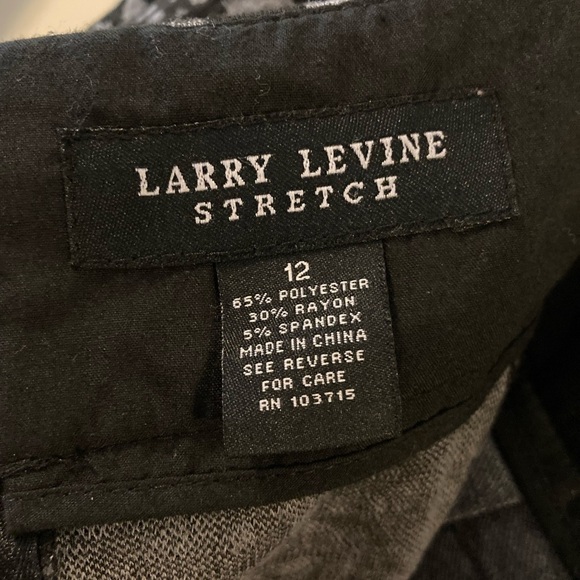 LARRY LEVINE
STRETCH
12
65% POLYESTER
30% RAYON
5% SPANDEX
MADE IN CHINA
SEE REVERSE
FOR CARE
RN 103715